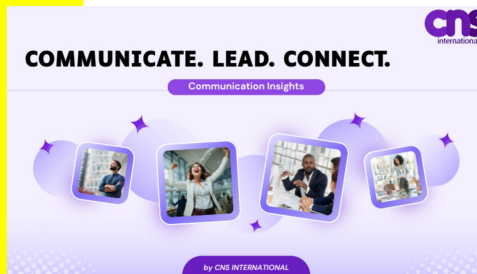 cns
international
COMMUNICATE. LEAD. CONNECT.
Communication Insights
by CNS INTERNATIONAL